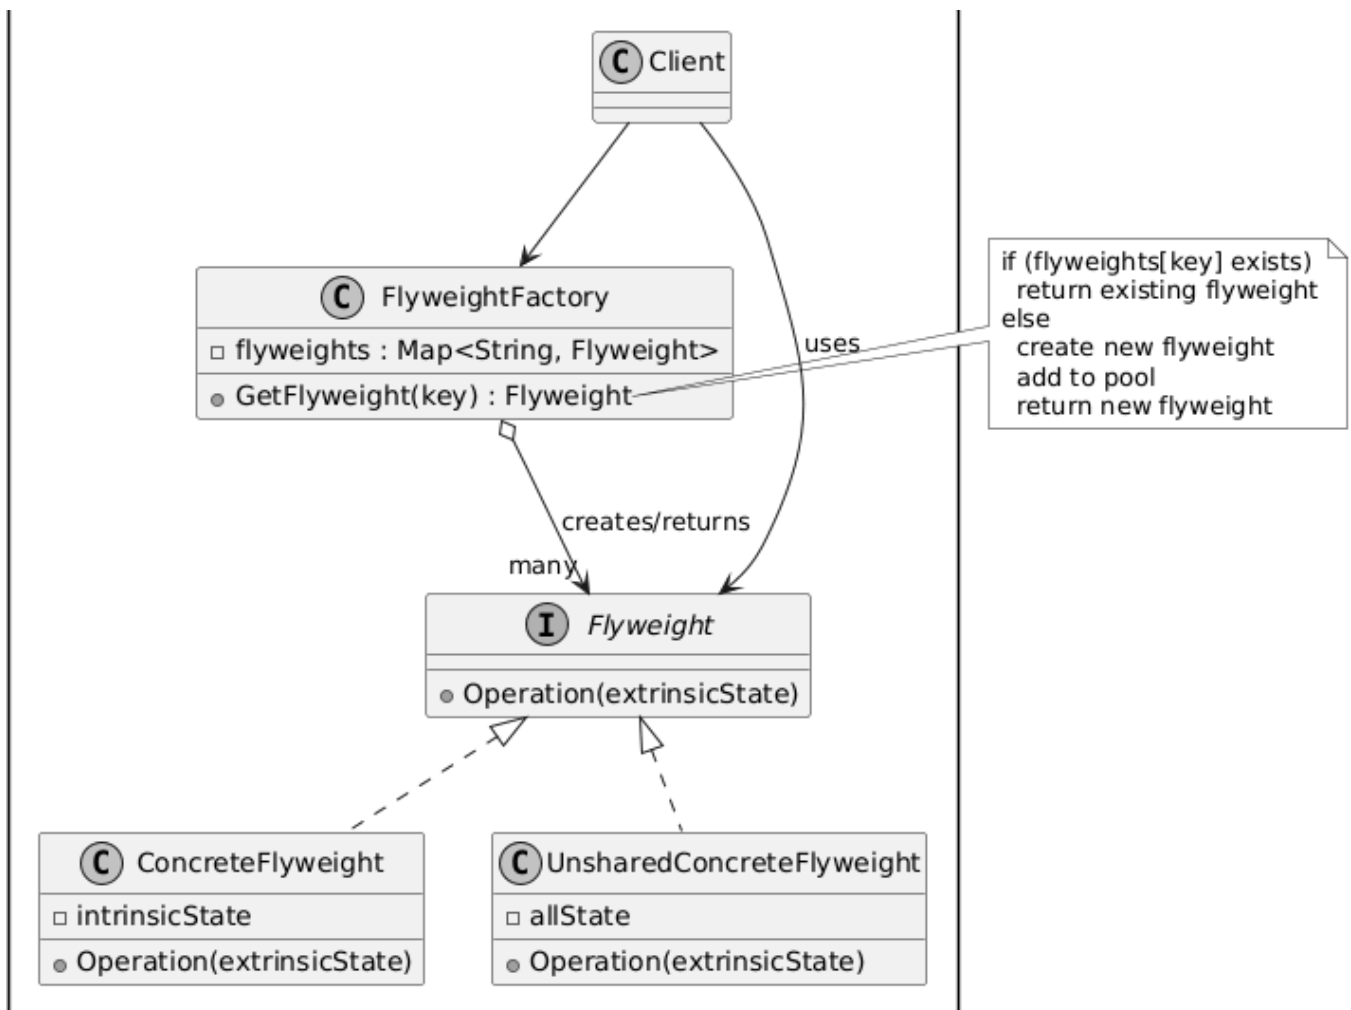 C Client
C FlyweightFactory
flyweights : Map<String, Flyweight>
GetFlyweight(key) : Flyweight
if (flyweights[key] exists)
return existing flyweight
else
create new flyweight
add to pool
return new flyweight
uses
creates/returns
many
I Flyweight
Operation(extrinsicState)
C ConcreteFlyweight
intrinsicState
Operation(extrinsicState)
C UnsharedConcreteFlyweight
allState
Operation(extrinsicState)